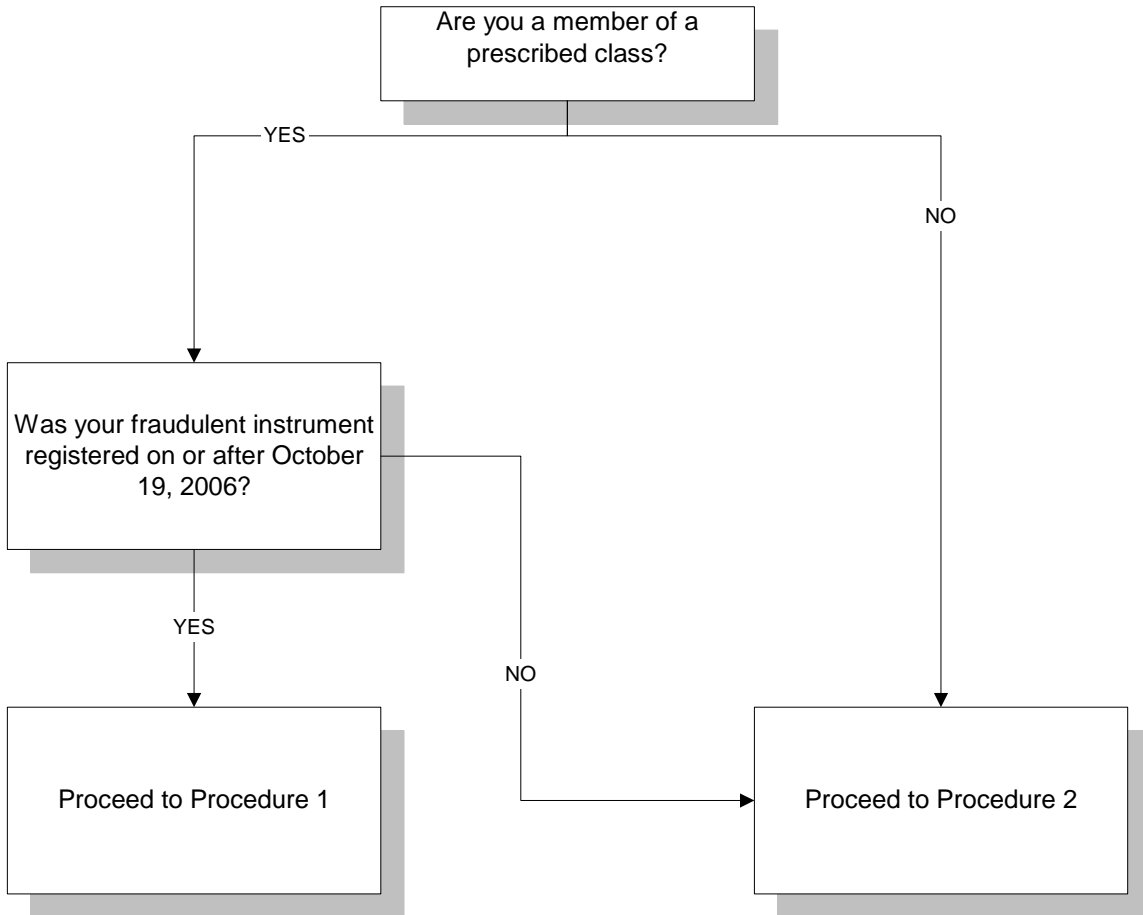 Are you a member of a
prescribed class?
YES
NO
Was your fraudulent instrument
registered on or after October
19, 2006?
YES
NO
Proceed to Procedure 1
Proceed to Procedure 2